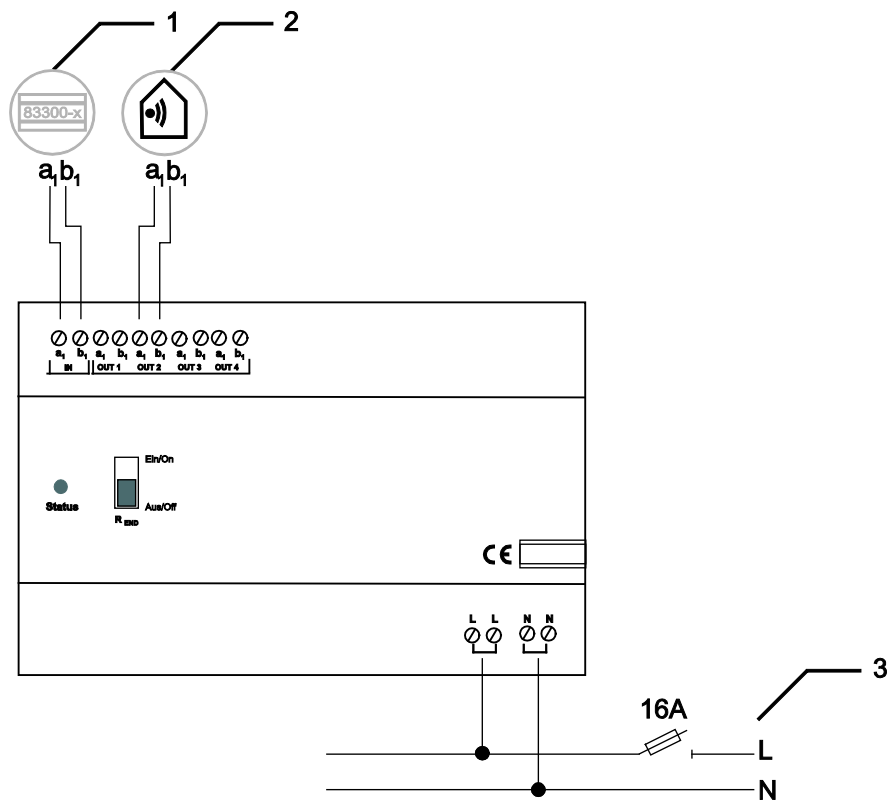 1 2
83300-x
a1 b1 a1 b1
a1 b1 a1 b1 a1 b1 a1 b1 a1 b1
IN OUT 1 OUT 2 OUT 3 OUT 4
Ein/On
Status
Aus/Off
R END
CE
L L N N
3
16A
L
N